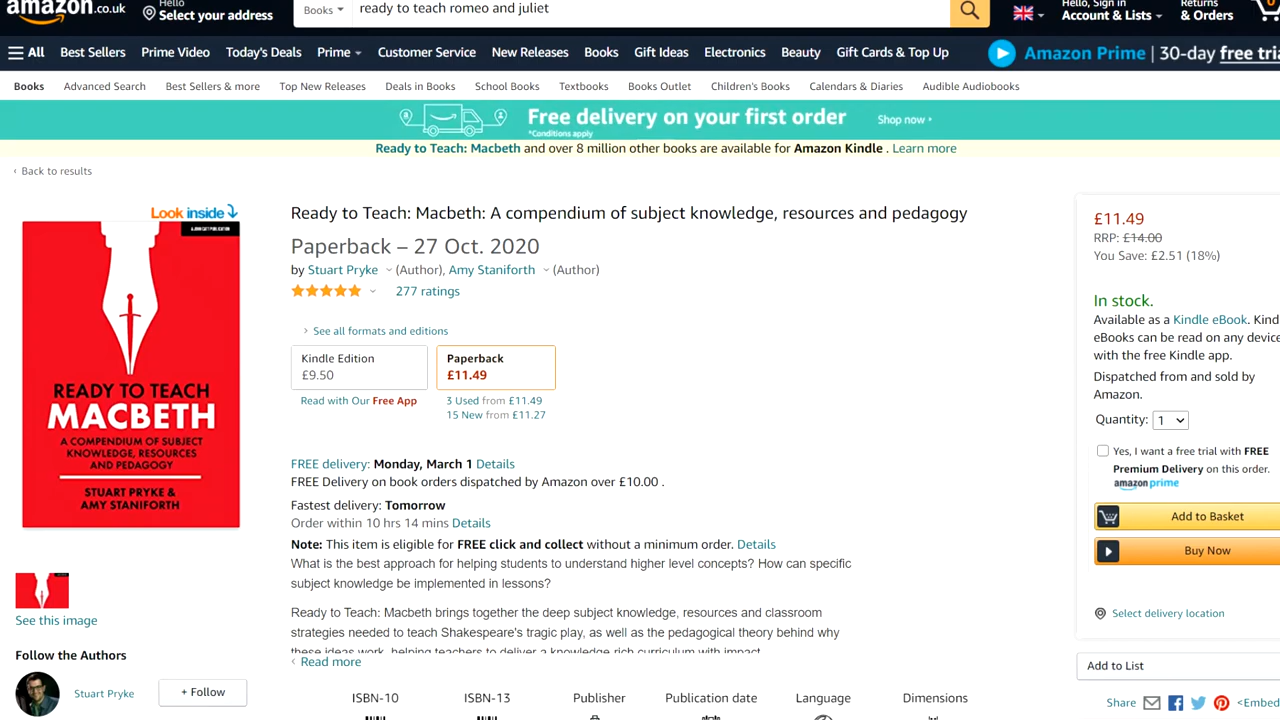 amazon.co.uk
Hello
Select your address
Books
ready to teach romeo and juliet
Hello, Sign in
Account & Lists
Returns
& Orders
0
All
Best Sellers
Prime Video
Today's Deals
Prime
Customer Service
New Releases
Books
Gift Ideas
Electronics
Beauty
Gift Cards & Top Up
Amazon Prime | 30-day free
Books
Advanced Search
Best Sellers & more
Top New Releases
Deals in Books
School Books
Textbooks
Books Outlet
Children's Books
Calendars & Diaries
Audible Audiobooks
Free delivery on your first order
*Conditions apply
Shop now
Ready to Teach: Macbeth and over 8 million other books are available for Amazon Kindle . Learn more
‹ Back to results
Look inside
READY TO TEACH
MACBETH
A COMPENDIUM OF SUBJECT
KNOWLEDGE, RESOURCES
AND PEDAGOGY
STUART PRYKE &
AMY STANIFORTH
See this image
Follow the Authors
Stuart Pryke
+ Follow
Ready to Teach: Macbeth: A compendium of subject knowledge, resources and pedagogy
Paperback – 27 Oct. 2020
by Stuart Pryke (Author), Amy Staniforth (Author)
277 ratings
› See all formats and editions
Kindle Edition
£9.50
Read with Our Free App
Paperback
£11.49
3 Used from £11.49
15 New from £11.27
FREE delivery: Monday, March 1 Details
FREE Delivery on book orders dispatched by Amazon over £10.00 .
Fastest delivery: Tomorrow
Order within 10 hrs 14 mins Details
Note: This item is eligible for FREE click and collect without a minimum order. Details
What is the best approach for helping students to understand higher level concepts? How can specific
subject knowledge be implemented in lessons?
Ready to Teach: Macbeth brings together the deep subject knowledge, resources and classroom
strategies needed to teach Shakespeare's tragic play, as well as the pedagogical theory behind why
these ideas work, helping teachers to deliver a knowledge-rich curriculum with impact.
‹ Read more
ISBN-10
ISBN-13
Publisher
Publication date
Language
Dimensions
£11.49
RRP: £14.00
You Save: £2.51 (18%)
In stock.
Available as a Kindle eBook. Kind
eBooks can be read on any device
with the free Kindle app.
Dispatched from and sold by
Amazon.
Quantity: 1
Yes, I want a free trial with FREE
Premium Delivery on this order.
amazon prime
Add to Basket
Buy Now
Select delivery location
Add to List
Share
<Embed